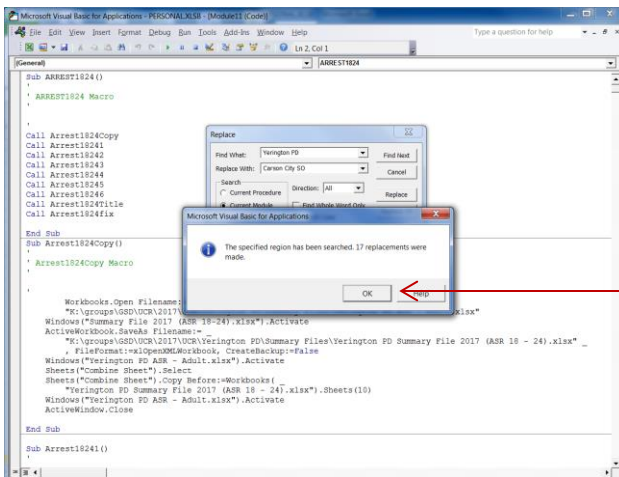 Microsoft Visual Basic for Applications - PERSONAL.XLSB - [Module11 (Code)]
File Edit View Insert Format Debug Run Tools Add-Ins Window Help Type a question for help
Ln 2, Col 1
(General) ARREST1824
Sub ARREST1824()
'
' ARREST1824 Macro
'
'
Call Arrest1824Copy
Call Arrest18241
Call Arrest18242
Call Arrest18243
Call Arrest18244
Call Arrest18245
Call Arrest18246
Call Arrest1824Title
Call Arrest1824fix
End Sub
Replace
Find What: Yerington PD Find Next
Replace With: Carson City SO Cancel
Search
Current Procedure Direction: All Replace
Current Module Find Whole Word Only
Microsoft Visual Basic for Applications
The specified region has been searched. 17 replacements were
made.
OK Help
Sub Arrest1824Copy()
'
' Arrest1824Copy Macro
'
'
Workbooks.Open Filename:
"K:\groups\GSD\UCR\2017\ xlsx"
Windows("Summary File 2017 (ASR 18-24).xlsx").Activate
ActiveWorkbook.SaveAs Filename:= _
"K:\groups\GSD\UCR\2017\UCR\Yerington PD\Summary Files\Yerington PD Summary File 2017 (ASR 18 - 24).xlsx" _
, FileFormat:=xlOpenXMLWorkbook, CreateBackup:=False
Windows("Yerington PD ASR - Adult.xlsx").Activate
Sheets("Combine Sheet").Select
Sheets("Combine Sheet").Copy Before:=Workbooks( _
"Yerington PD Summary File 2017 (ASR 18 - 24).xlsx").Sheets(10)
Windows("Yerington PD ASR - Adult.xlsx").Activate
ActiveWindow.Close
End Sub
Sub Arrest18241()
'